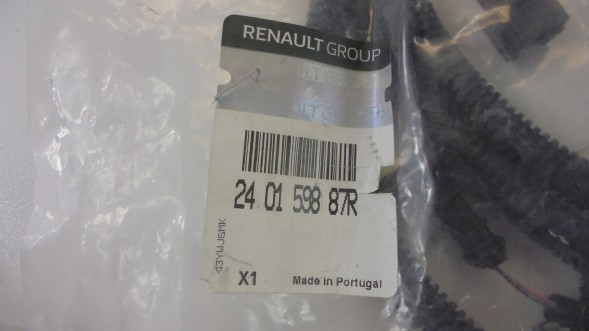 RENAULT GROUP
24 01 598 87R
X1
Made in Portugal